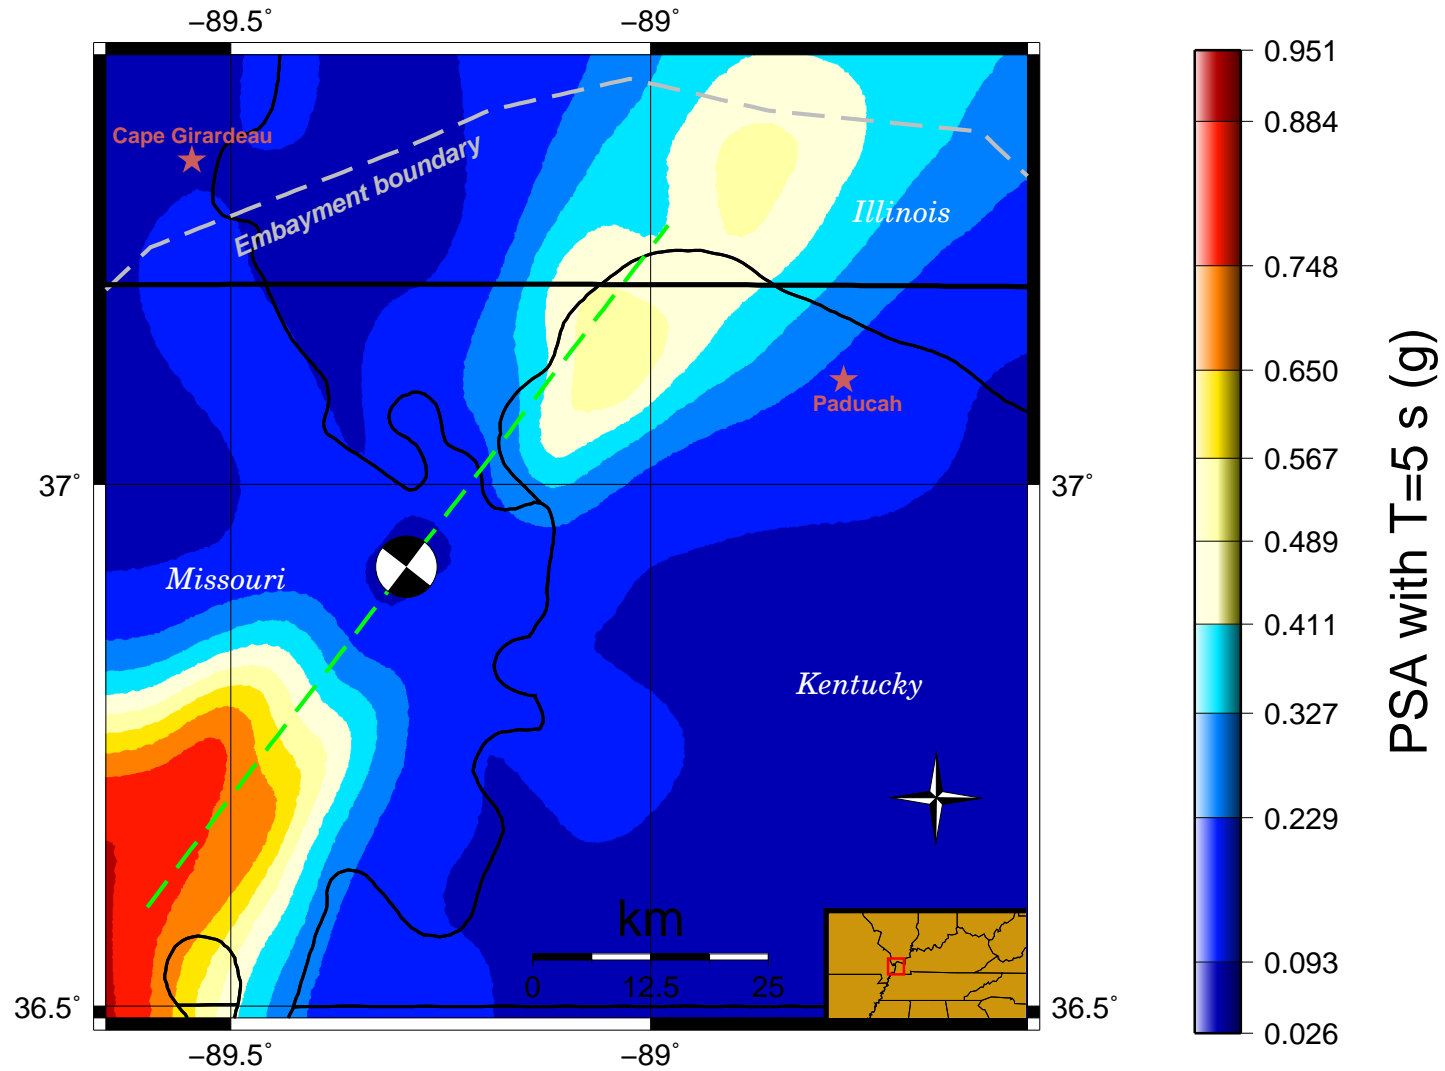 −89.5˚
−89˚
Cape Girardeau
Embayment boundary
Illinois
Paducah
37˚
37˚
Missouri
Kentucky
km
0
12.5
25
36.5˚
36.5˚
−89.5˚
−89˚
0.951
0.884
0.748
0.650
0.567
0.489
0.411
0.327
0.229
0.093
0.026
PSA with T=5 s (g)